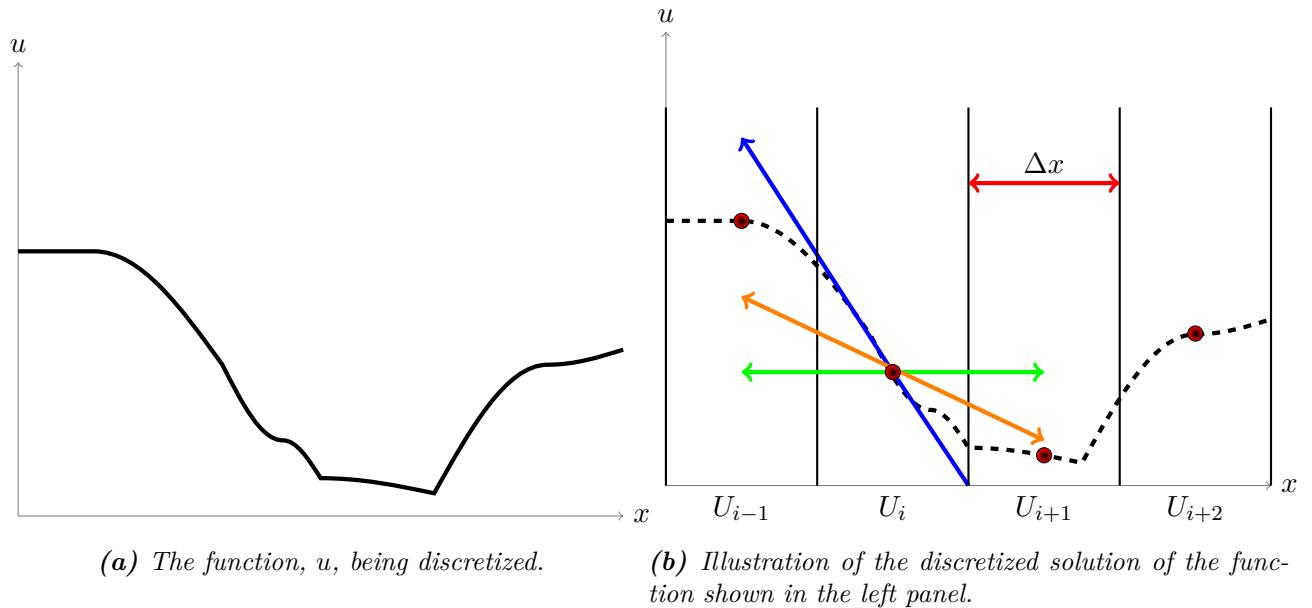 u
x
(a) The function, u, being discretized.
u
Δx
x
U_{i−1} U_i U_{i+1} U_{i+2}
(b) Illustration of the discretized solution of the func-
tion shown in the left panel.